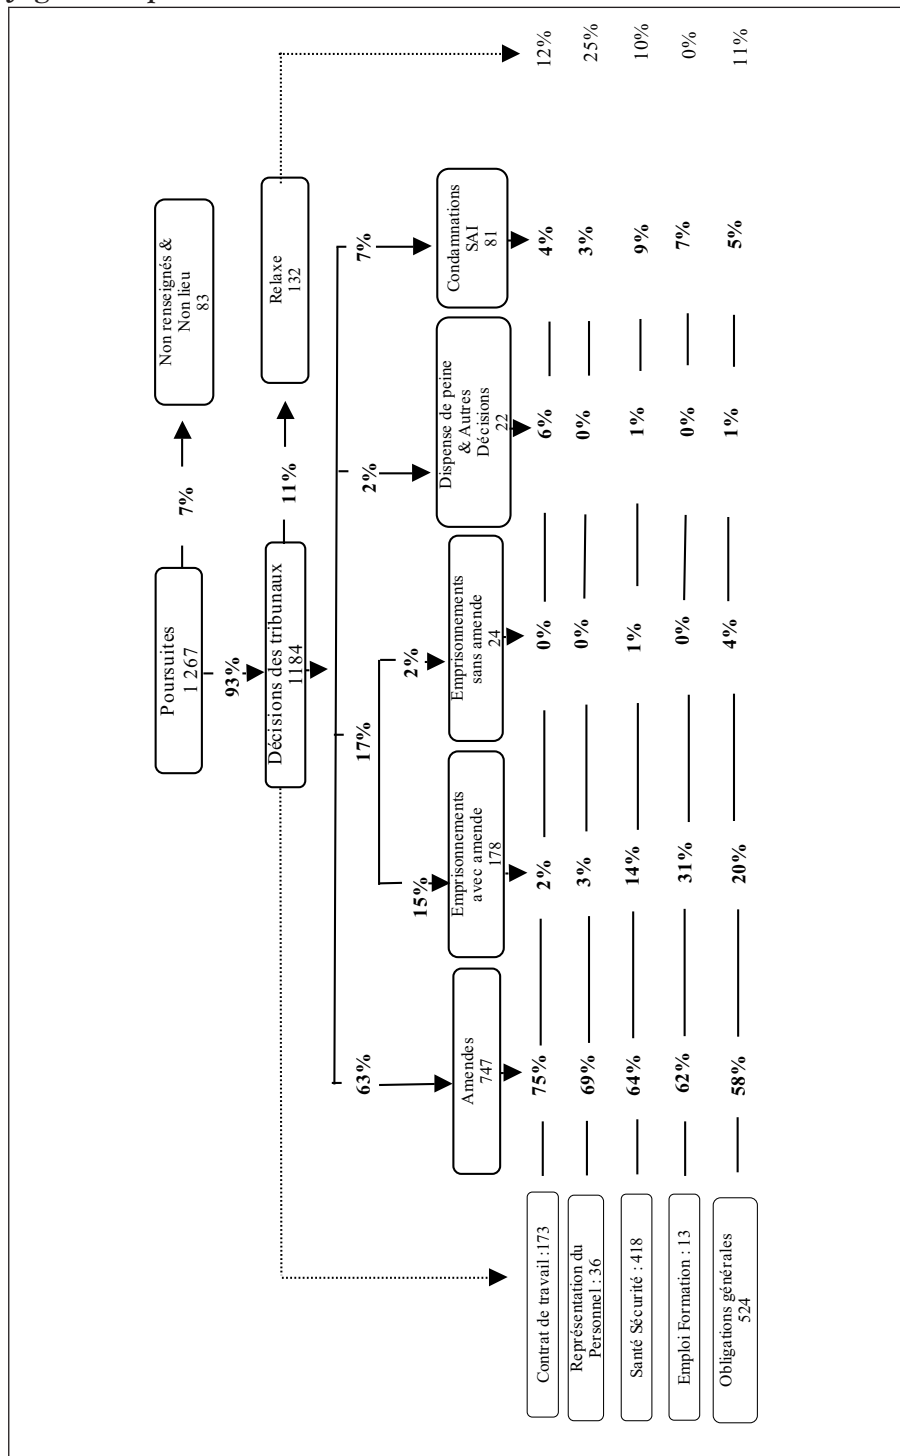 Poursuites
1 267
7%
Non renseignés &
Non lieu
83
93%
Décisions des tribunaux
1184
11%
Relaxe
132
63%
17%
2%
7%
15%
2%
Amendes
747
Emprisonnements
avec amende
178
Emprisonnements
sans amende
24
Dispense de peine
& Autres
Décisions
22
Condamnations
SAI
81
Contrat de travail :173 75% 2% 0% 6% 4% 12%
Représentation du
Personnel : 36 69% 3% 0% 0% 3% 25%
Santé Sécurité : 418 64% 14% 1% 1% 9% 10%
Emploi Formation : 13 62% 31% 0% 0% 7% 0%
Obligations générales
524 58% 20% 4% 1% 5% 11%